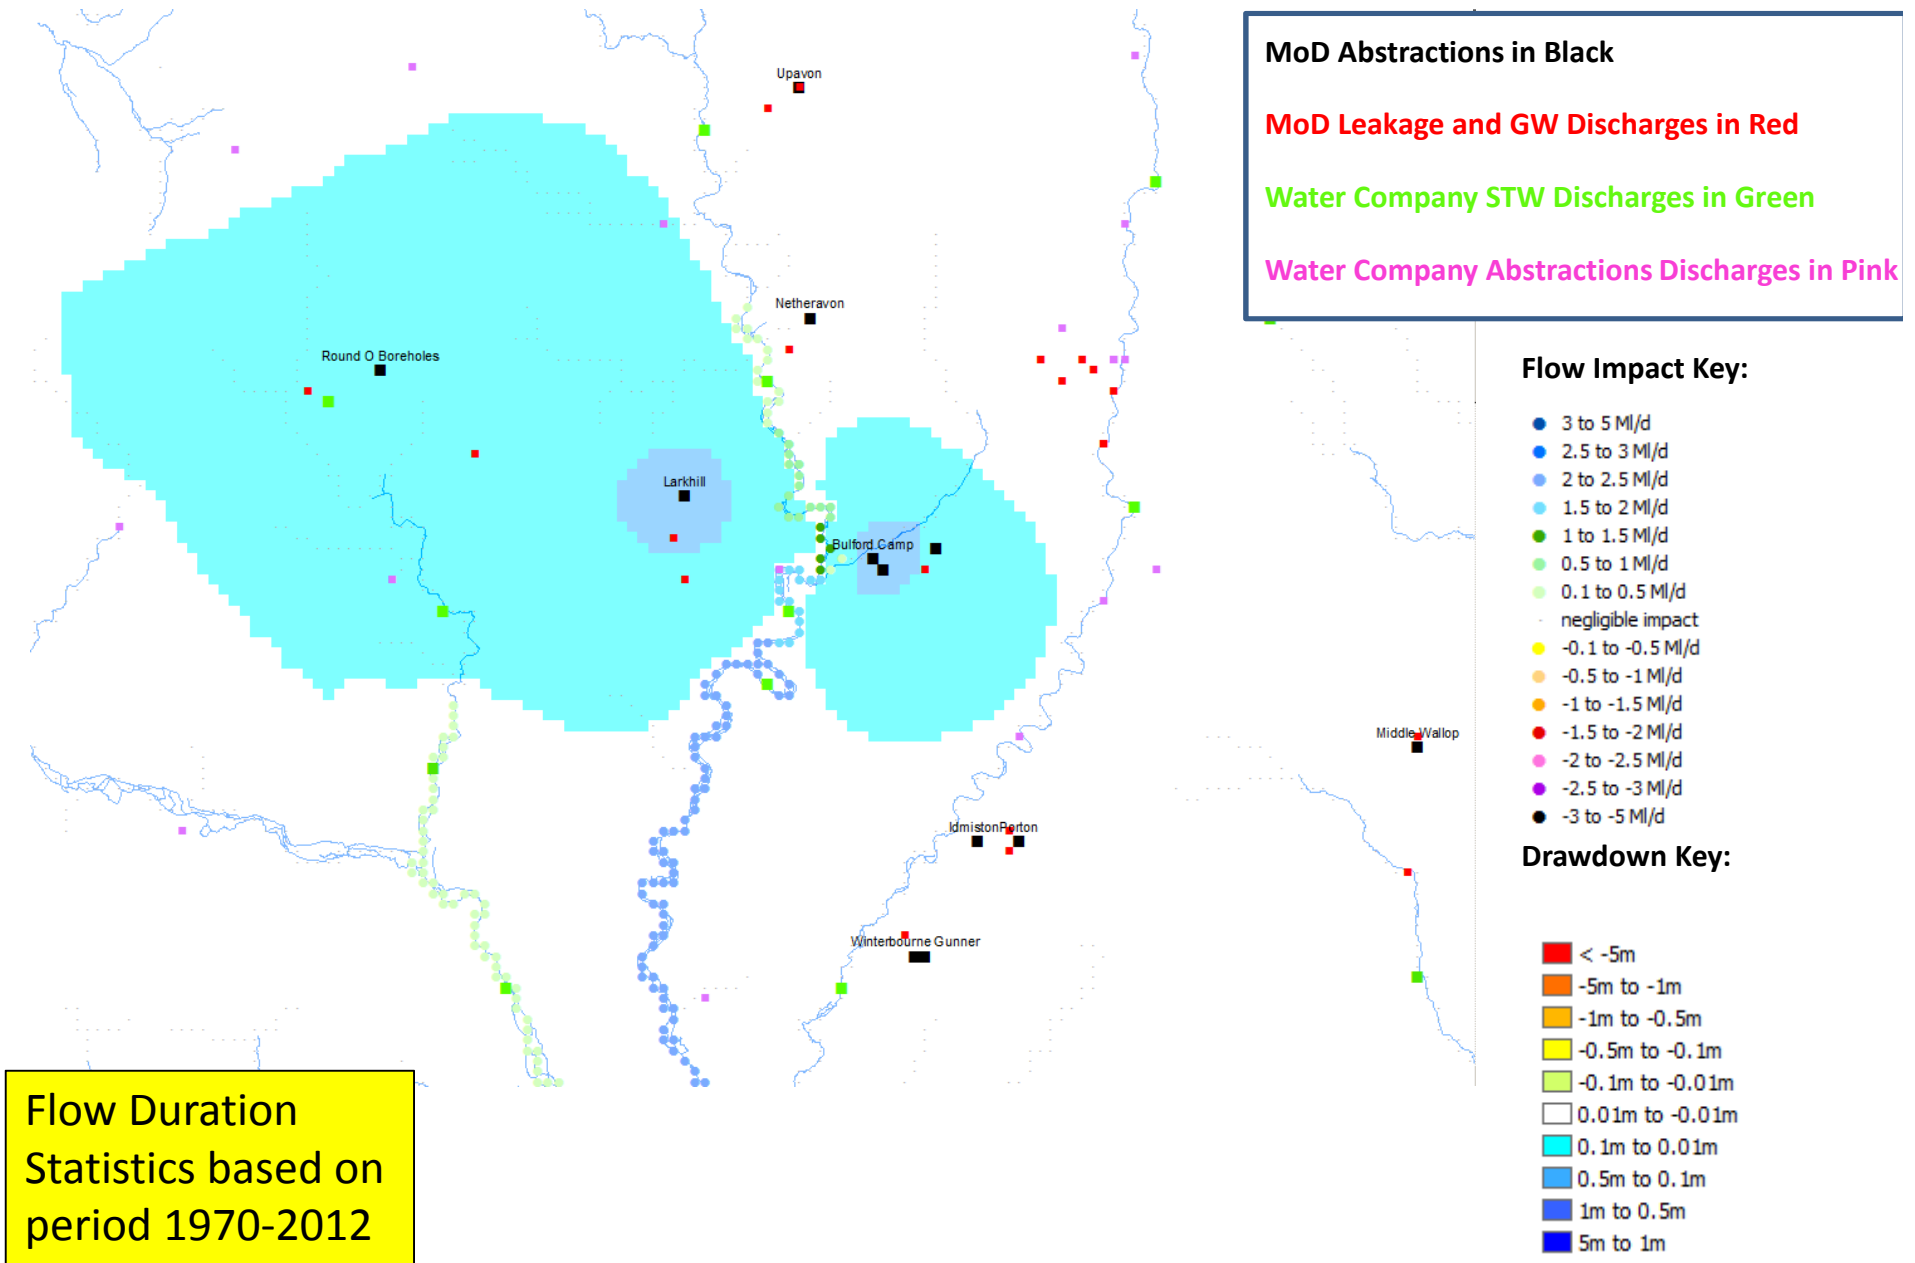 MoD Abstractions in Black
MoD Leakage and GW Discharges in Red
Water Company STW Discharges in Green
Water Company Abstractions Discharges in Pink
Upavon
Netheravon
Round O Boreholes
Larkhill
Bulford Camp
Middle Wallop
Idmiston Porton
Winterbourne Gunner
Flow Impact Key:
3 to 5 Ml/d
2.5 to 3 Ml/d
2 to 2.5 Ml/d
1.5 to 2 Ml/d
1 to 1.5 Ml/d
0.5 to 1 Ml/d
0.1 to 0.5 Ml/d
negligible impact
-0.1 to -0.5 Ml/d
-0.5 to -1 Ml/d
-1 to -1.5 Ml/d
-1.5 to -2 Ml/d
-2 to -2.5 Ml/d
-2.5 to -3 Ml/d
-3 to -5 Ml/d
Drawdown Key:
< -5m
-5m to -1m
-1m to -0.5m
-0.5m to -0.1m
-0.1m to -0.01m
0.01m to -0.01m
0.1m to 0.01m
0.5m to 0.1m
1m to 0.5m
5m to 1m
Flow Duration
Statistics based on
period 1970-2012